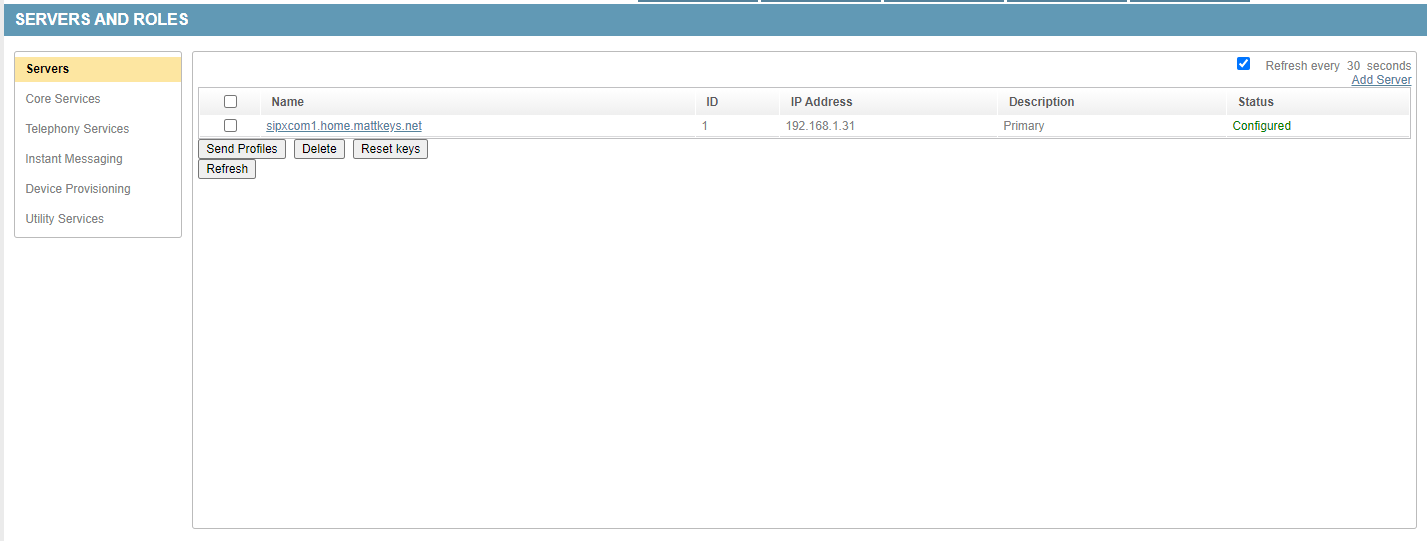 SERVERS AND ROLES
Servers
Core Services
Telephony Services
Instant Messaging
Device Provisioning
Utility Services
Refresh every 30 seconds
Add Server
Name ID IP Address Description Status
sipxcom1.home.mattkeys.net 1 192.168.1.31 Primary Configured
Send Profiles Delete Reset keys
Refresh